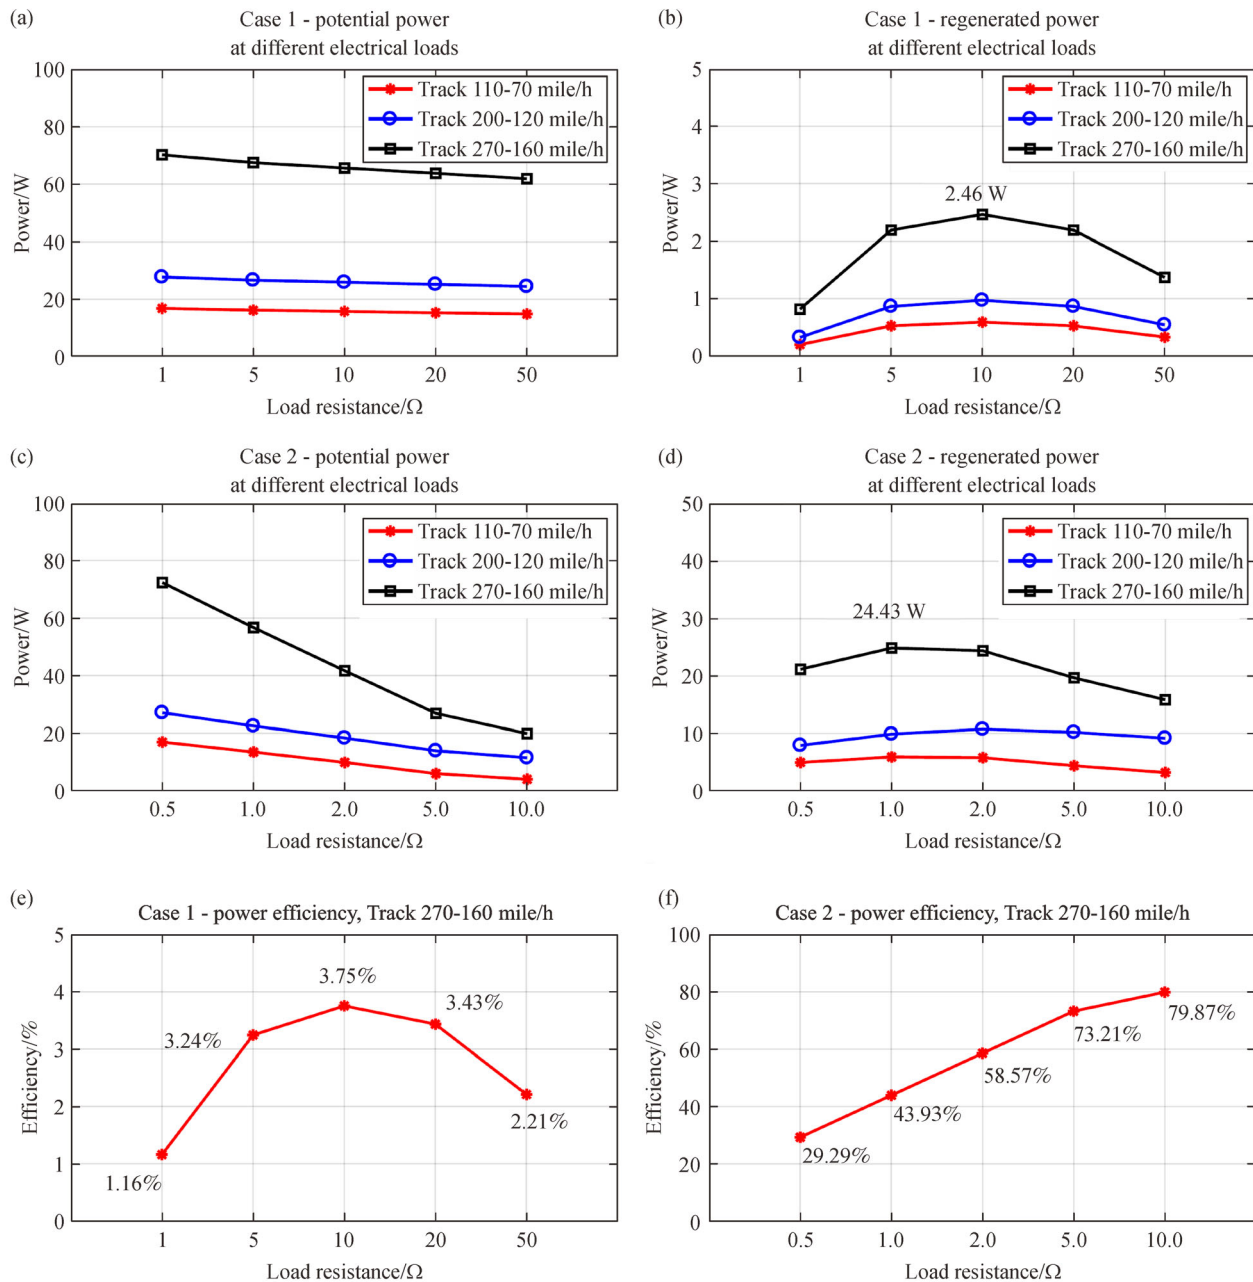 (a)
Case 1 - potential power
at different electrical loads
100
80
60
40
20
0
Power/W
Track 110-70 mile/h
Track 200-120 mile/h
Track 270-160 mile/h
1 5 10 20 50
Load resistance/Ω
(b)
Case 1 - regenerated power
at different electrical loads
5
4
3
2
1
0
Power/W
Track 110-70 mile/h
Track 200-120 mile/h
Track 270-160 mile/h
2.46 W
1 5 10 20 50
Load resistance/Ω
(c)
Case 2 - potential power
at different electrical loads
100
80
60
40
20
0
Power/W
Track 110-70 mile/h
Track 200-120 mile/h
Track 270-160 mile/h
0.5 1.0 2.0 5.0 10.0
Load resistance/Ω
(d)
Case 2 - regenerated power
at different electrical loads
50
40
30
20
10
0
Power/W
Track 110-70 mile/h
Track 200-120 mile/h
Track 270-160 mile/h
24.43 W
0.5 1.0 2.0 5.0 10.0
Load resistance/Ω
(e)
Case 1 - power efficiency, Track 270-160 mile/h
5
4
3
2
1
0
Efficiency/%
1.16%
3.24%
3.75%
3.43%
2.21%
1 5 10 20 50
Load resistance/Ω
(f)
Case 2 - power efficiency, Track 270-160 mile/h
100
80
60
40
20
0
Efficiency/%
29.29%
43.93%
58.57%
73.21%
79.87%
0.5 1.0 2.0 5.0 10.0
Load resistance/Ω